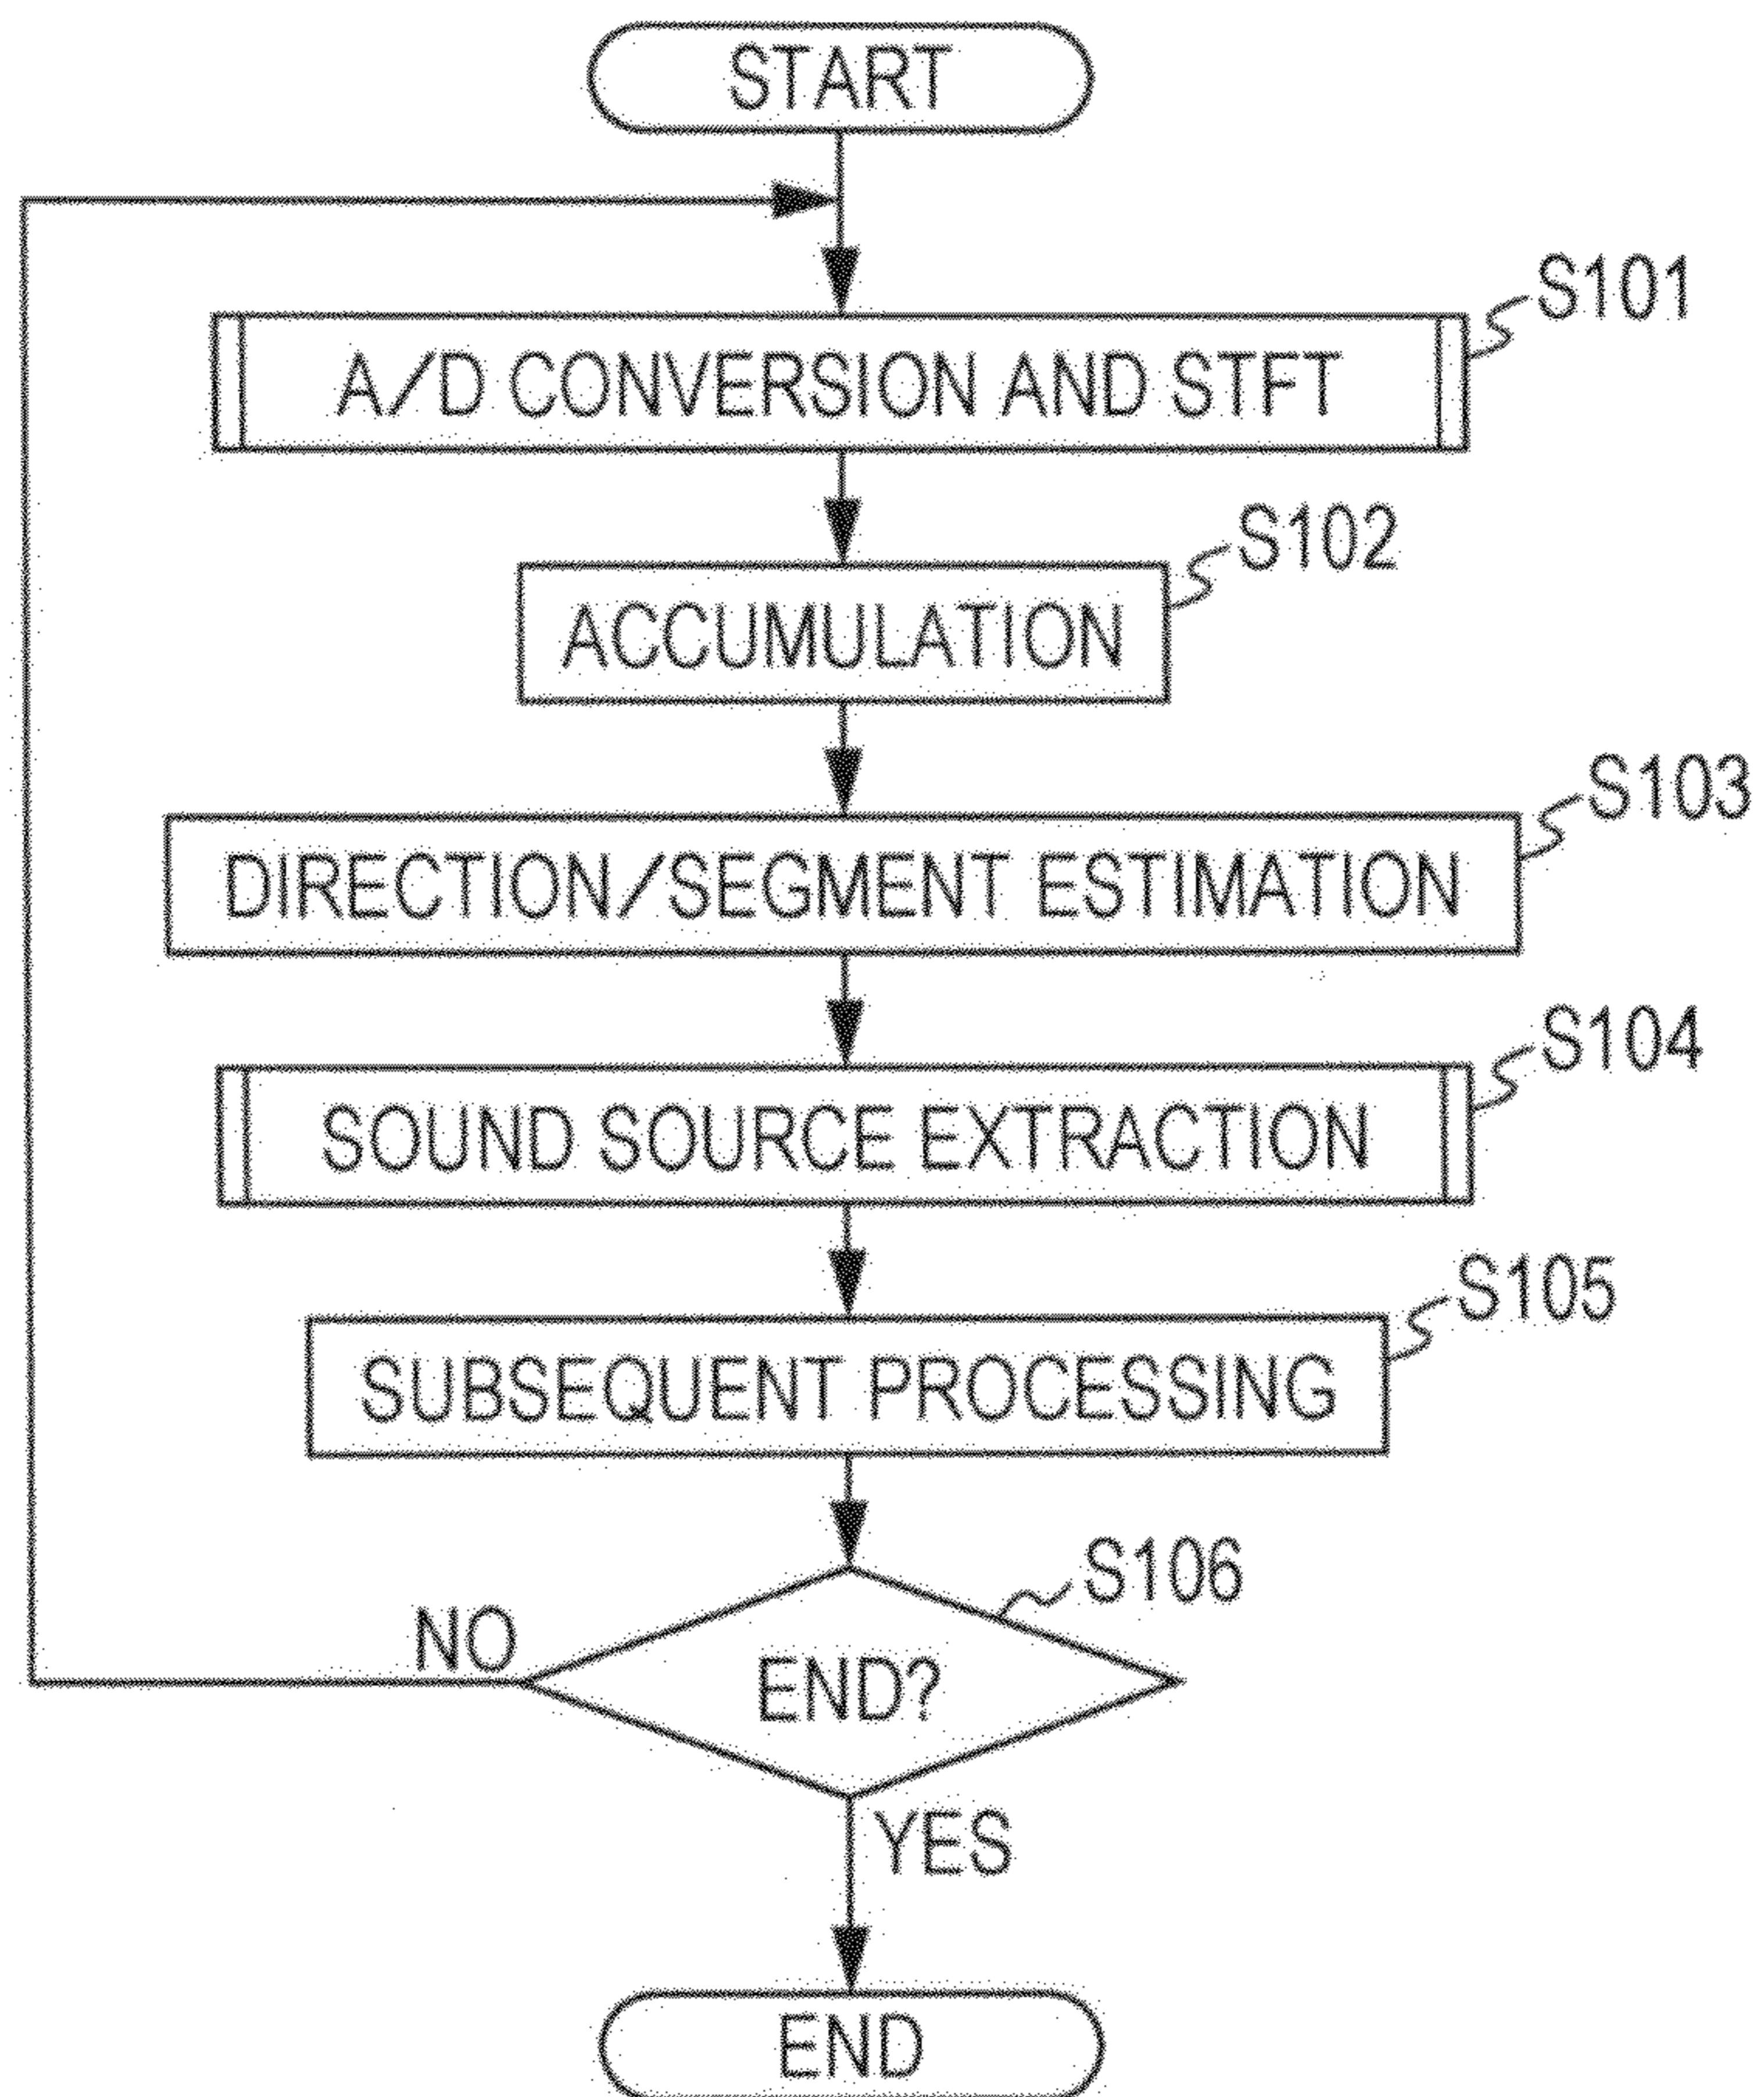 START
S101
A/D CONVERSION AND STFT
S102
ACCUMULATION
S103
DIRECTION/SEGMENT ESTIMATION
S104
SOUND SOURCE EXTRACTION
S105
SUBSEQUENT PROCESSING
S106
NO
END?
YES
END